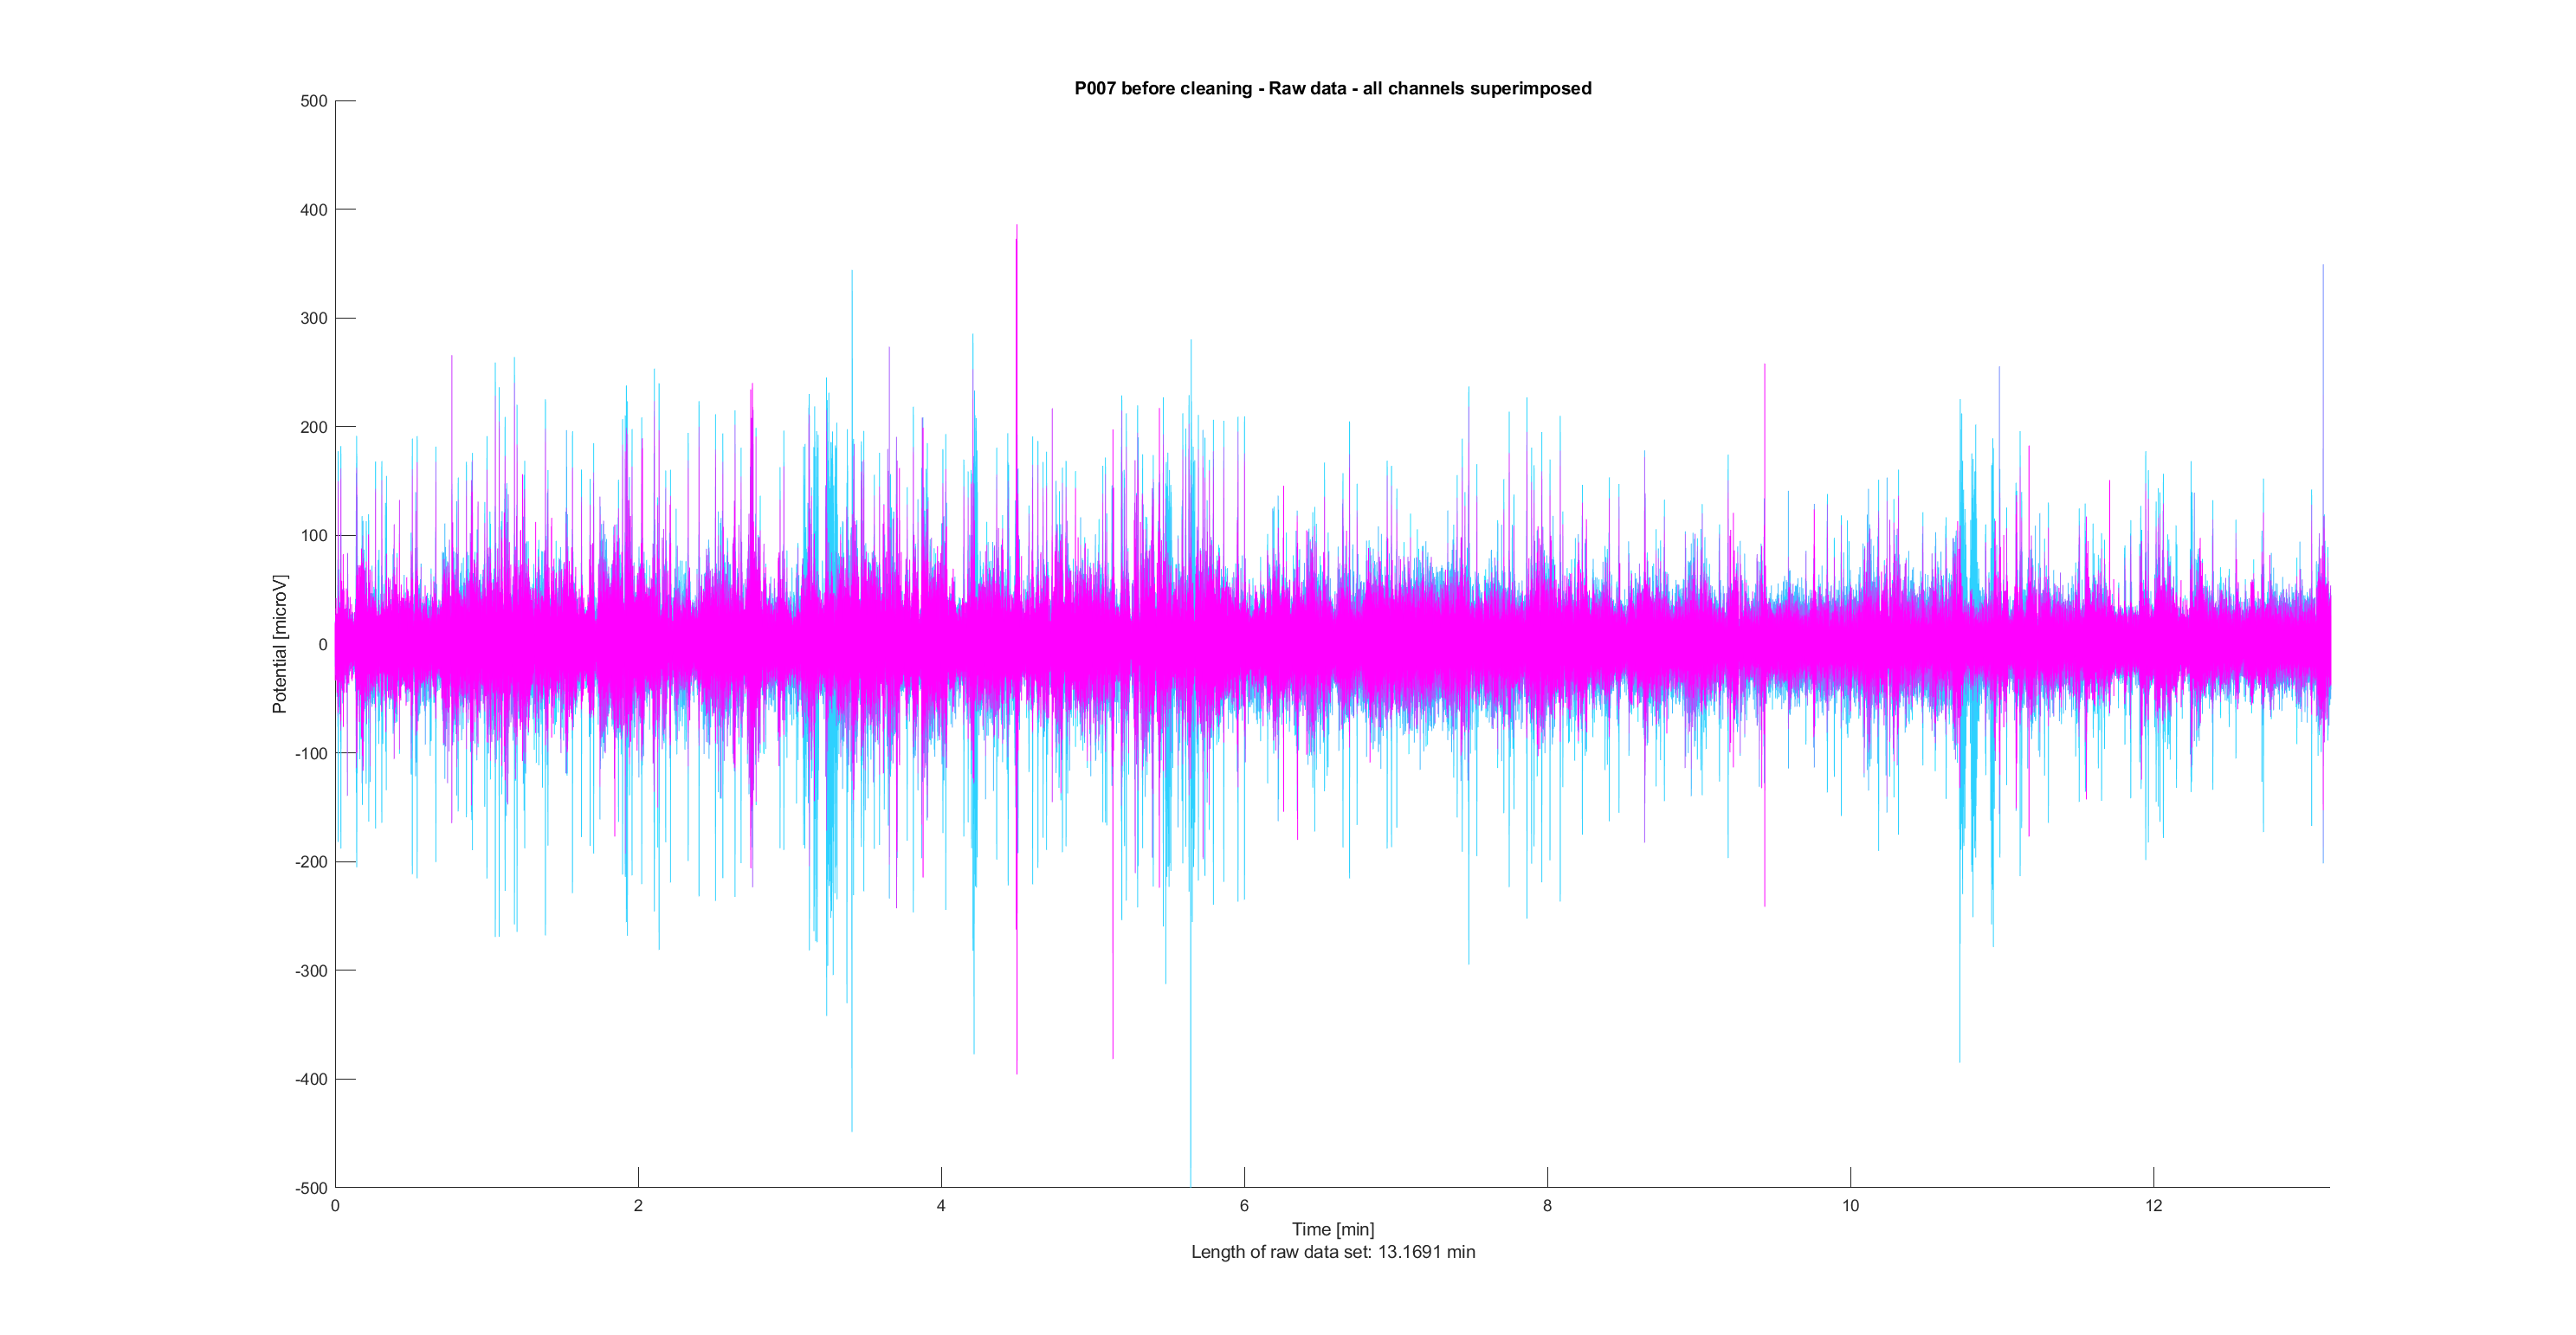 P007 before cleaning - Raw data - all channels superimposed
500
400
300
200
100
0
-100
-200
-300
-400
-500
Potential [microV]
0 2 4 6 8 10 12
Time [min]
Length of raw data set: 13.1691 min